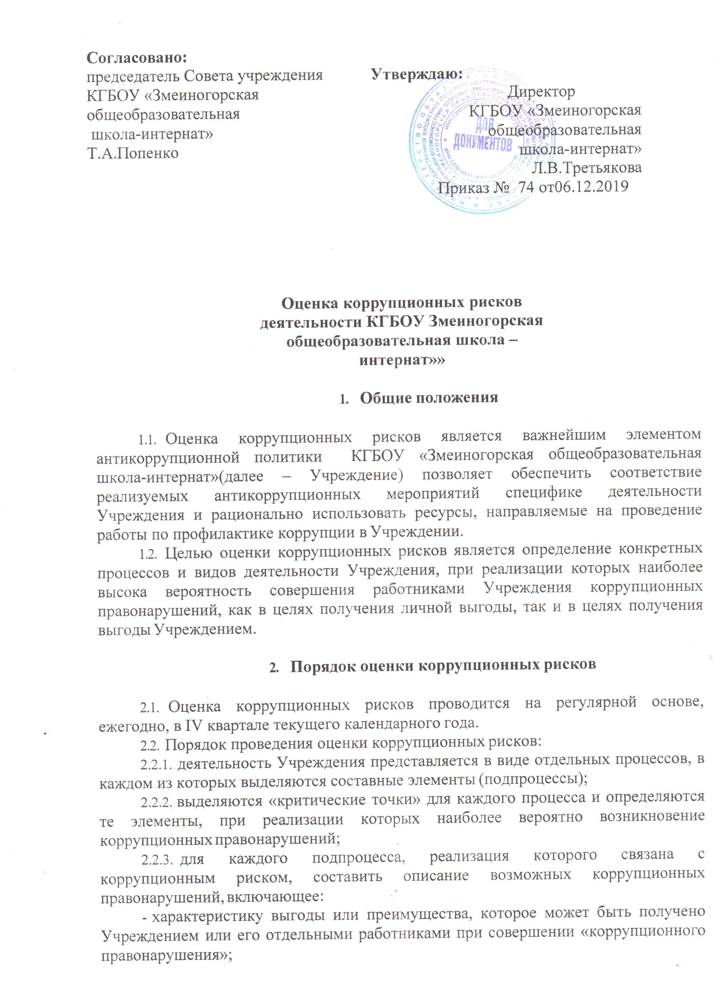 Согласовано:
председатель Совета учреждения
КГБОУ «Змеиногорская
общеобразовательная
школа-интернат»
Т.А.Попенко
Утверждаю:
Директор
КГБОУ «Змеиногорская
общеобразовательная
школа-интернат»
Л.В.Третьякова
Приказ № 74 от06.12.2019
ДЛЯ
ДОКУМЕНТОВ
Оценка коррупционных рисков
деятельности КГБОУ Змеиногорская
общеобразовательная школа –
интернат»»
1. Общие положения
1.1. Оценка коррупционных рисков является важнейшим элементом
антикоррупционной политики КГБОУ «Змеиногорская общеобразовательная
школа-интернат»(далее – Учреждение) позволяет обеспечить соответствие
реализуемых антикоррупционных мероприятий специфике деятельности
Учреждения и рационально использовать ресурсы, направляемые на проведение
работы по профилактике коррупции в Учреждении.
1.2. Целью оценки коррупционных рисков является определение конкретных
процессов и видов деятельности Учреждения, при реализации которых наиболее
высока вероятность совершения работниками Учреждения коррупционных
правонарушений, как в целях получения личной выгоды, так и в целях получения
выгоды Учреждением.
2. Порядок оценки коррупционных рисков
2.1. Оценка коррупционных рисков проводится на регулярной основе,
ежегодно, в IV квартале текущего календарного года.
2.2. Порядок проведения оценки коррупционных рисков:
2.2.1. деятельность Учреждения представляется в виде отдельных процессов, в
каждом из которых выделяются составные элементы (подпроцессы);
2.2.2. выделяются «критические точки» для каждого процесса и определяются
те элементы, при реализации которых наиболее вероятно возникновение
коррупционных правонарушений;
2.2.3. для каждого подпроцесса, реализация которого связана с
коррупционным риском, составить описание возможных коррупционных
правонарушений, включающее:
- характеристику выгоды или преимущества, которое может быть получено
Учреждением или его отдельными работниками при совершении «коррупционного
правонарушения»;